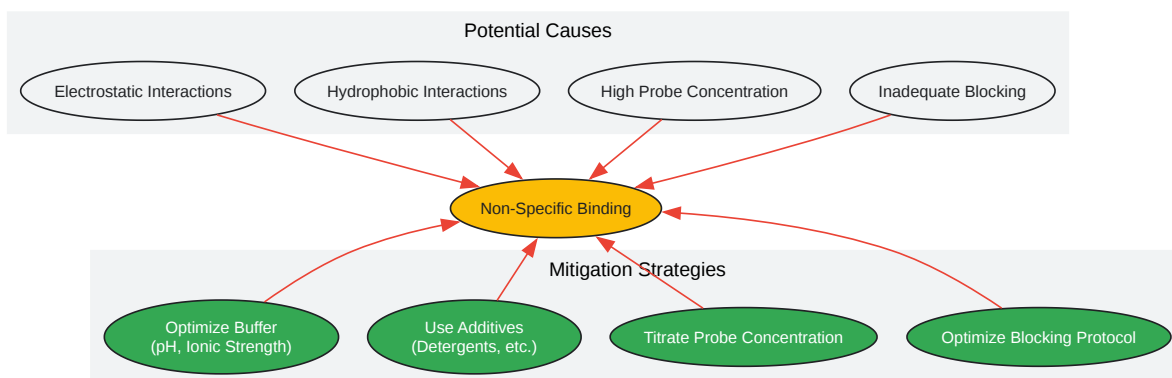 Potential Causes
Electrostatic Interactions
Hydrophobic Interactions
High Probe Concentration
Inadequate Blocking
Non-Specific Binding
Mitigation Strategies
Optimize Buffer
(pH, Ionic Strength)
Use Additives
(Detergents, etc.)
Titrate Probe Concentration
Optimize Blocking Protocol